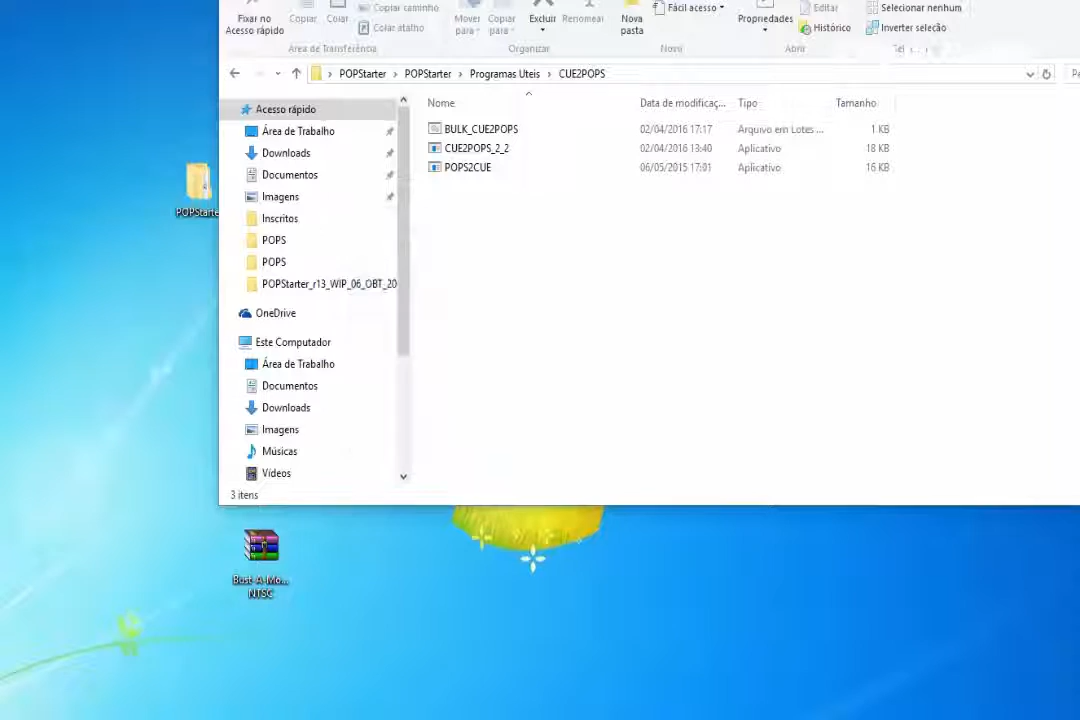 Fixar no
Acesso rápido
Copiar
Colar
Copiar caminho
Colar atalho
Área de Transferência
Mover
para
Copiar
para
Excluir
Renomear
Organizar
Nova
pasta
Fácil acesso
Novo
Propriedades
Editar
Histórico
Abrir
Selecionar nenhum
Inverter seleção
POPStarter
POPStarter
Programas Uteis
CUE2POPS
Nome
Data de modificaç...
Tipo
Tamanho
BULK_CUE2POPS
02/04/2016 17:17
Arquivo em Lotes ...
1 KB
CUE2POPS_2_2
02/04/2016 13:40
Aplicativo
18 KB
POPS2CUE
06/05/2015 17:01
Aplicativo
16 KB
Acesso rápido
Área de Trabalho
Downloads
Documentos
Imagens
Inscritos
POPS
POPS
POPStarter_r13_WIP_06_OBT_20
OneDrive
Este Computador
Área de Trabalho
Documentos
Downloads
Imagens
Músicas
Vídeos
3 itens
POPStarte
Bust-A-Mo...
NTSC